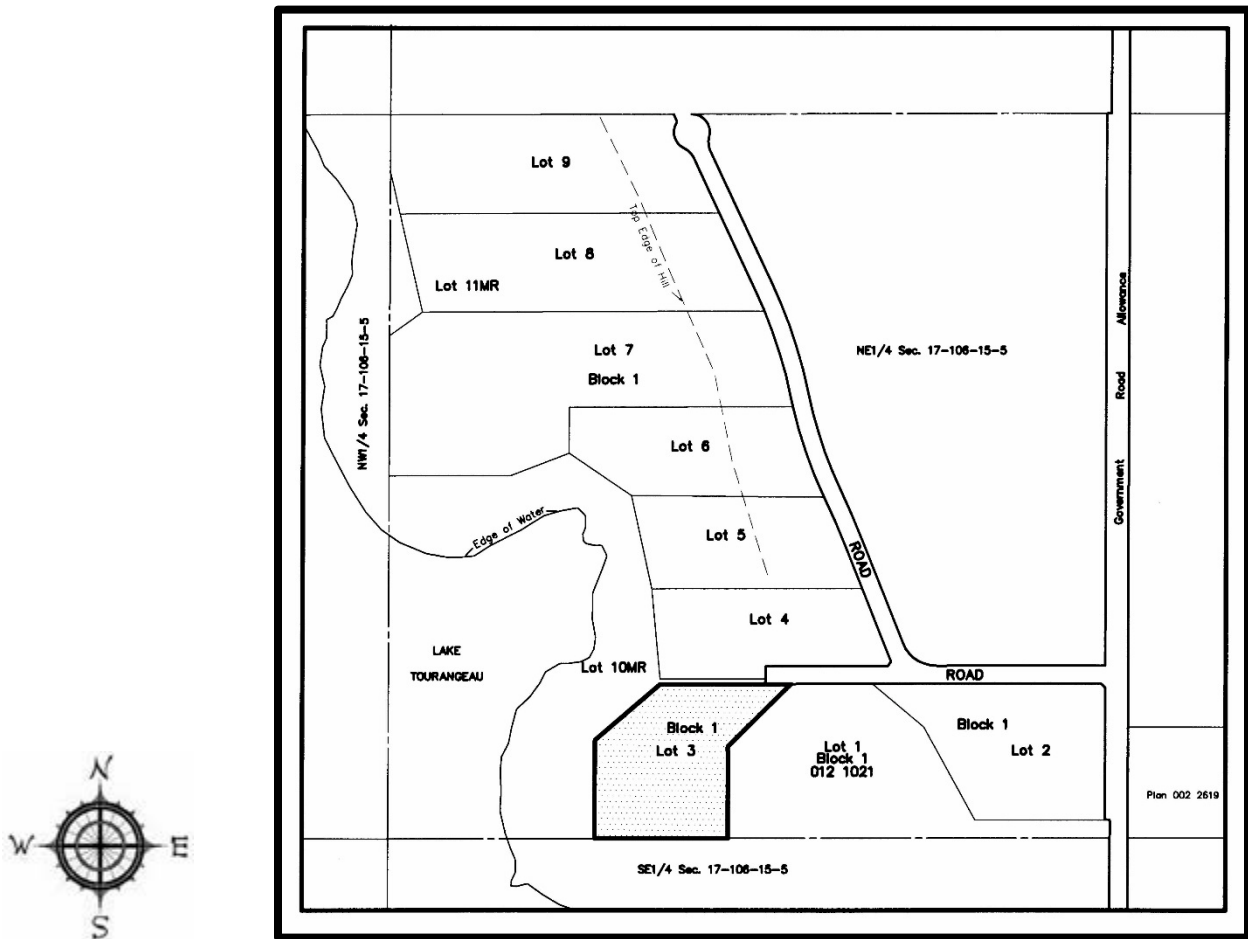 Lot 9
Top Edge of Hill
Lot 8
Lot 11MR
Government Road Allowance
NW1/4 Sec. 17-106-15-5
Lot 7
Block 1
NE1/4 Sec. 17-106-15-5
Lot 6
Edge of Water
Lot 5
ROAD
Lot 4
LAKE
TOURANGEAU
Lot 10MR
ROAD
Block 1
Lot 3
Lot 1
Block 1
012 1021
Block 1
Lot 2
Plan 002 2619
SE1/4 Sec. 17-106-15-5
N
W
E
S